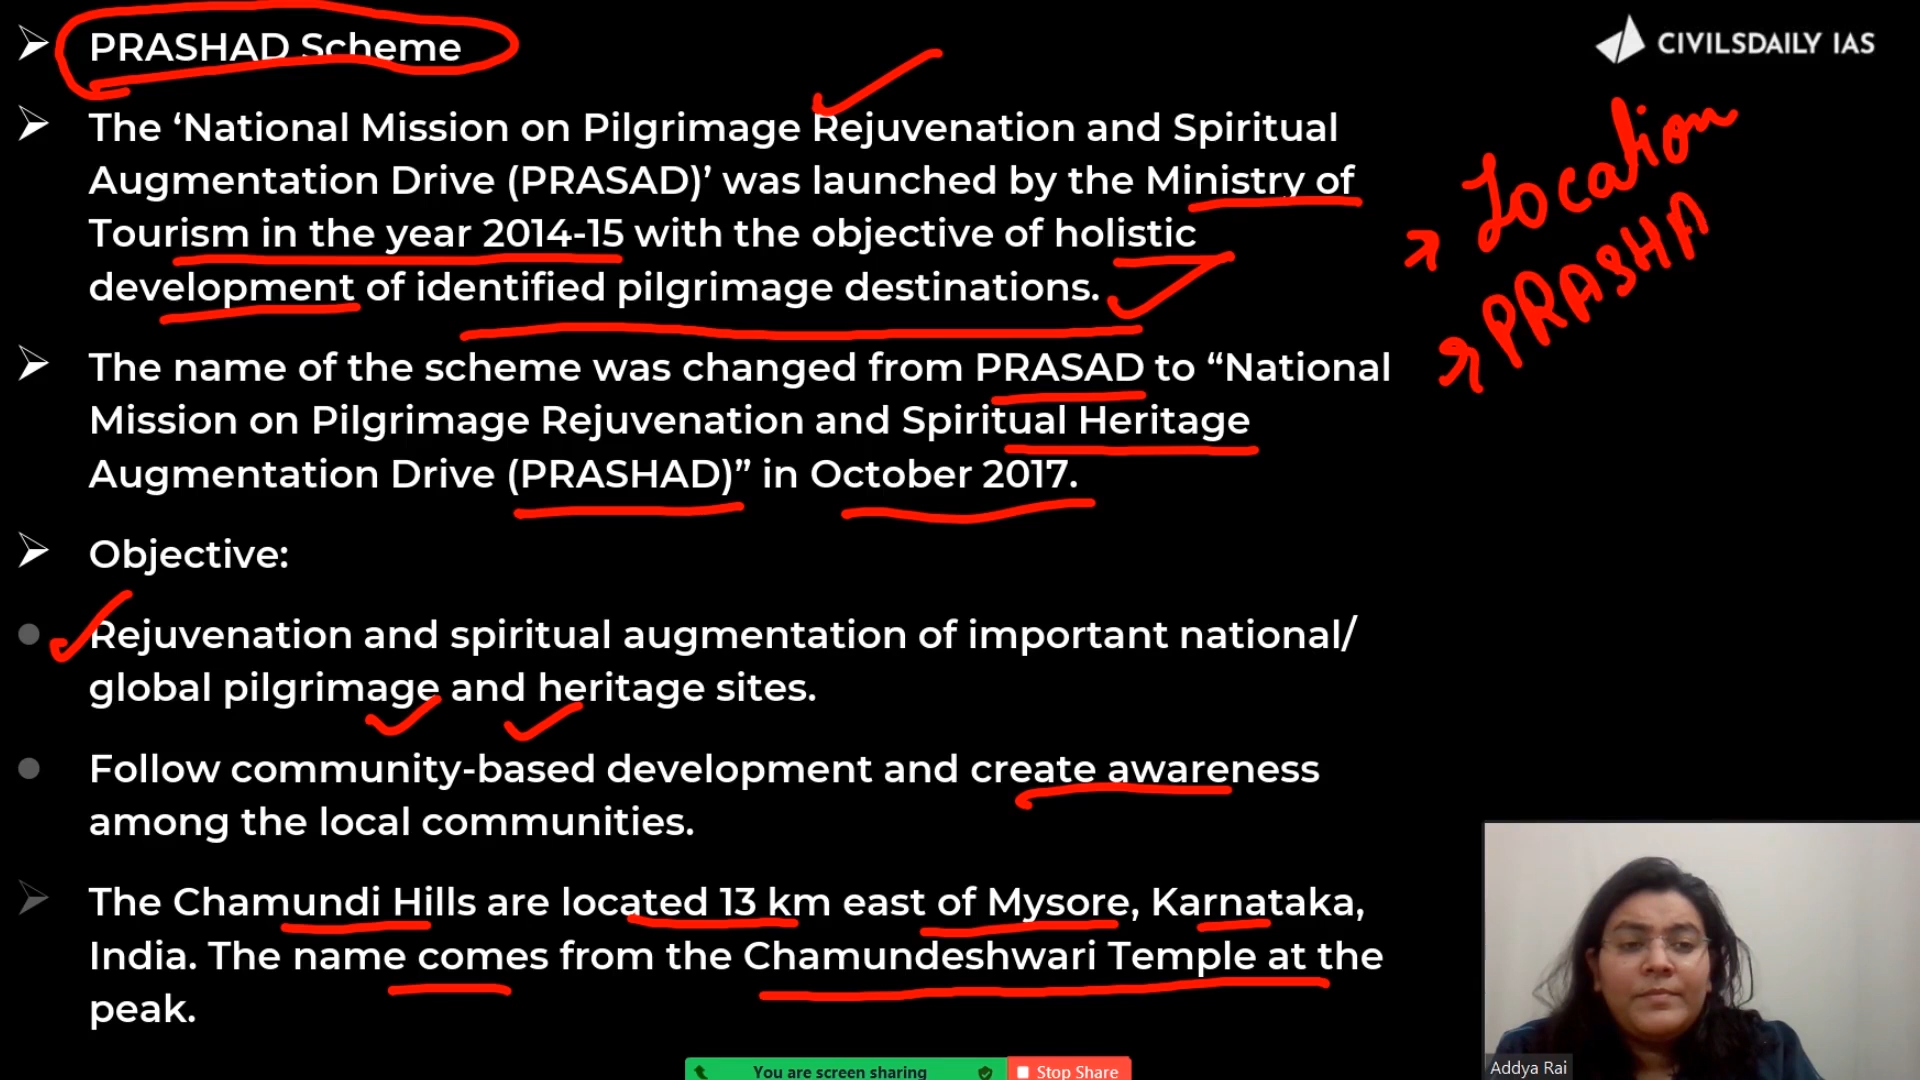 PRASHAD Scheme
CIVILSDAILY IAS
The ‘National Mission on Pilgrimage Rejuvenation and Spiritual
Augmentation Drive (PRASAD)’ was launched by the Ministry of
Tourism in the year 2014-15 with the objective of holistic
development of identified pilgrimage destinations.
Location
PRASHA
The name of the scheme was changed from PRASAD to “National
Mission on Pilgrimage Rejuvenation and Spiritual Heritage
Augmentation Drive (PRASHAD)” in October 2017.
Objective:
Rejuvenation and spiritual augmentation of important national/
global pilgrimage and heritage sites.
Follow community-based development and create awareness
among the local communities.
The Chamundi Hills are located 13 km east of Mysore, Karnataka,
India. The name comes from the Chamundeshwari Temple at the
peak.
Addya Rai
You are screen sharing
Stop Share